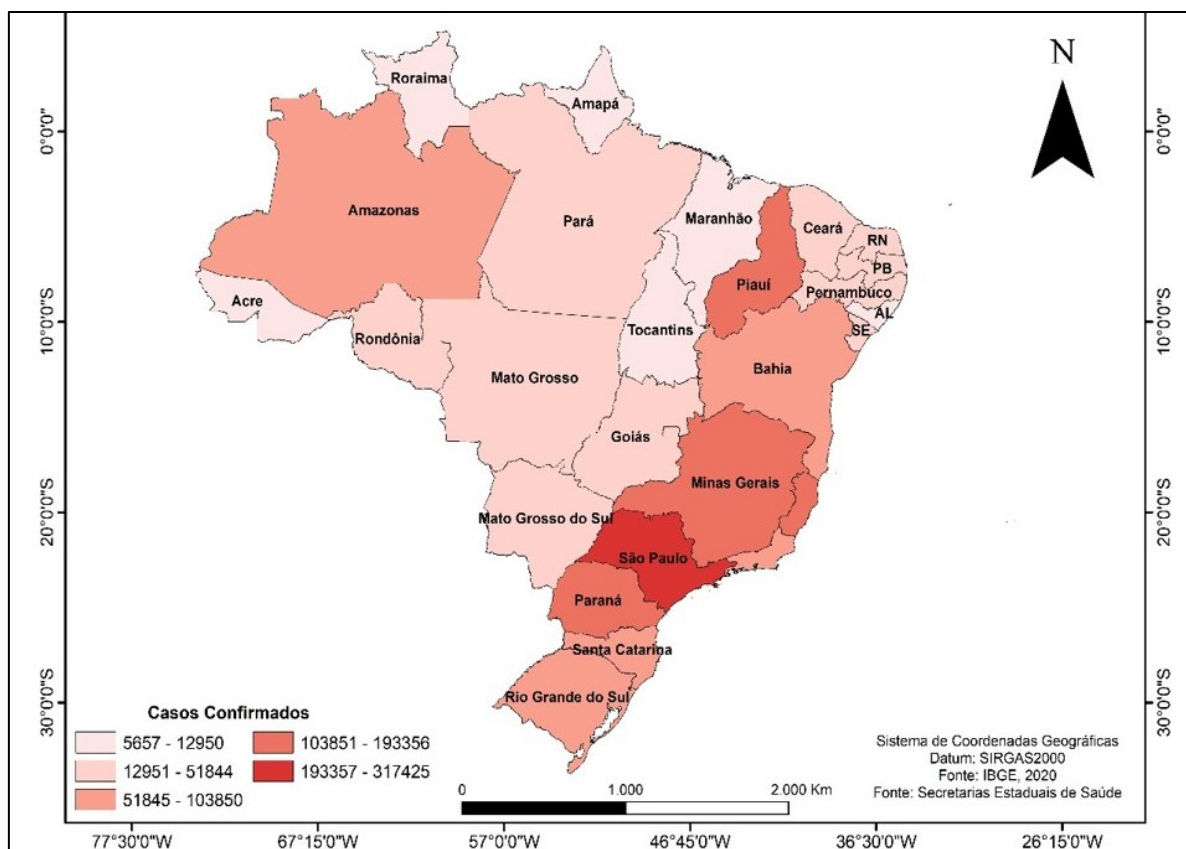 N
Roraima
Amapá
0°0'0"
0°0'0"
Amazonas
Pará
Maranhão
Ceará
RN
PB
Piauí
Pernambuco
Acre
AL
SE
10°0'0"S
10°0'0"S
Rondônia
Tocantins
Mato Grosso
Bahia
Goiás
Minas Gerais
20°0'0"S
20°0'0"S
Mato Grosso do Sul
São Paulo
Paraná
Santa Catarina
Rio Grande do Sul
30°0'0"S
30°0'0"S
Casos Confirmados
5657 - 12950
103851 - 193356
12951 - 51844
193357 - 317425
51845 - 103850
Sistema de Coordenadas Geográficas
Datum: SIRGAS2000
Fonte: IBGE, 2020
Fonte: Secretarias Estaduais de Saúde
0 1.000 2.000 Km
77°30'0"W 67°15'0"W 57°0'0"W 46°45'0"W 36°30'0"W 26°15'0"W